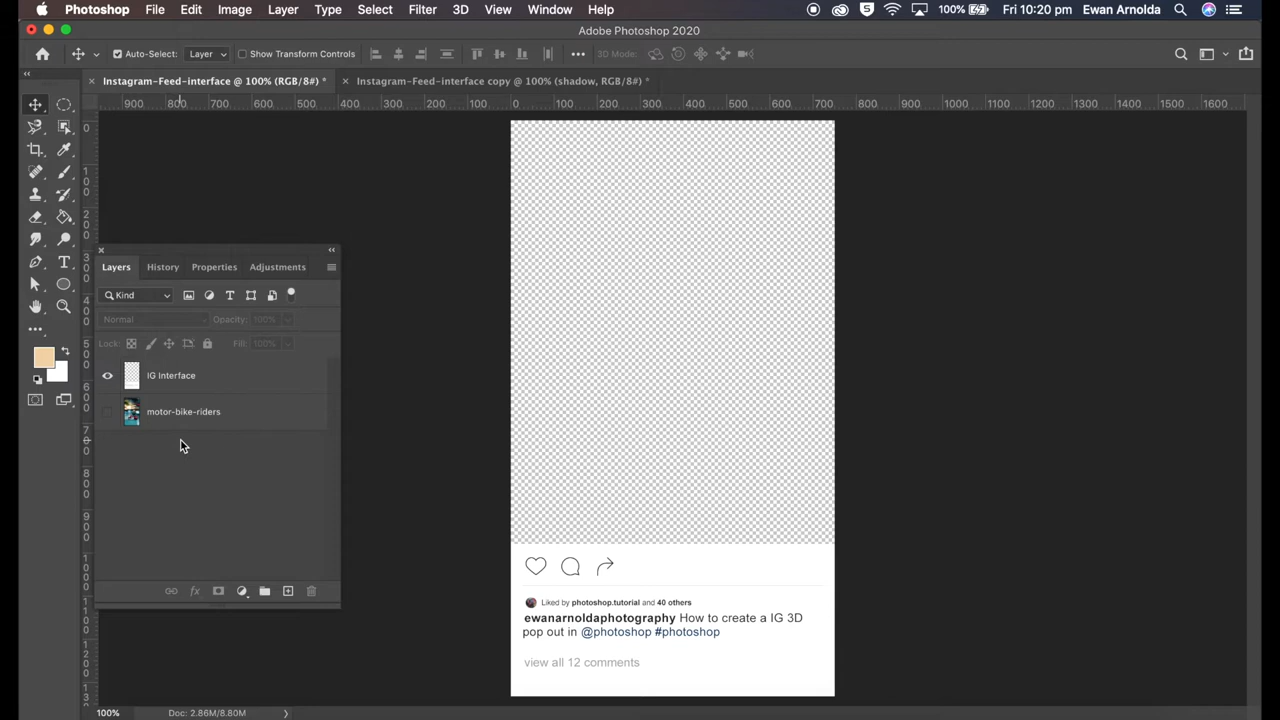 Photoshop File Edit Image Layer Type Select Filter 3D View Window Help 100% Fri 10:20 pm Ewan Arnolda
Adobe Photoshop 2020
Auto-Select: Layer Show Transform Controls 3D Mode:
Instagram-Feed-interface @ 100% (RGB/8#) * Instagram-Feed-interface copy @ 100% (shadow, RGB/8#) *
900 800 700 600 500 400 300 200 100 0 100 200 300 400 500 600 700 800 900 1000 1100 1200 1300 1400 1500 1600
Layers History Properties Adjustments
Kind
Normal Opacity: 100%
Lock: Fill: 100%
IG Interface
motor-bike-riders
Liked by photoshop.tutorial and 40 others
ewanarnoldaphotography How to create a IG 3D
pop out in @photoshop #photoshop
view all 12 comments
100% Doc: 2.86M/8.80M